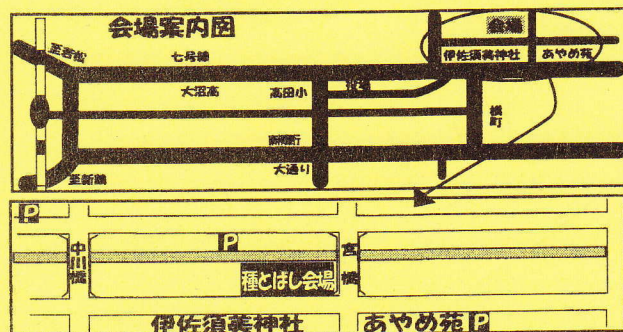 会場案内図
会場
至若松
七号線
伊佐須美神社
あやめ苑
大沼高
高田小
横町
大通り
至新鶴
P
中川橋
P
宮橋
種とばし会場
伊佐須美神社
あやめ苑 P